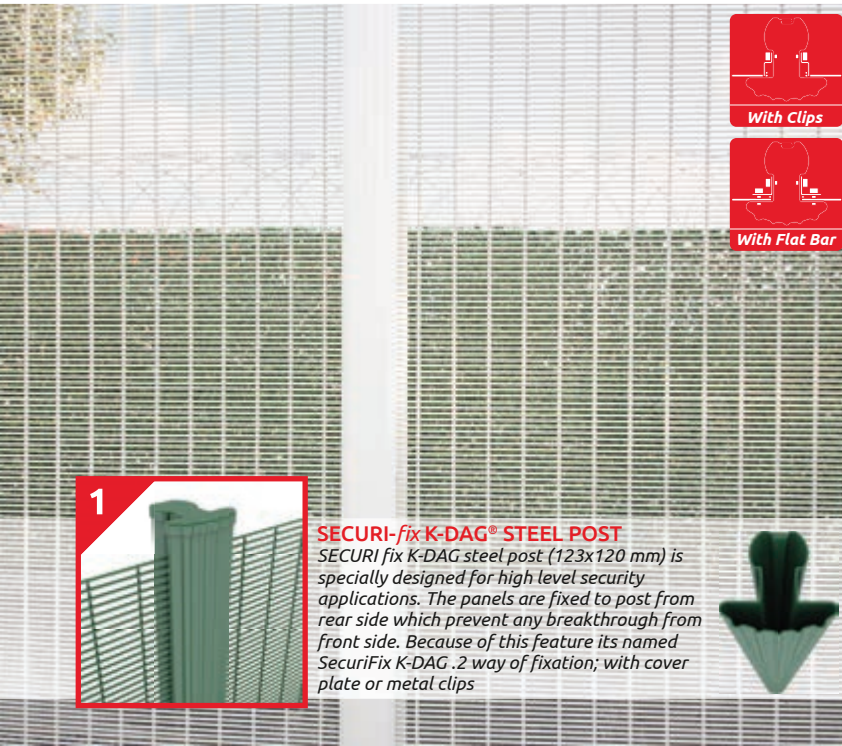 With Clips
With Flat Bar
1
SECURI-fix K-DAG® STEEL POST
SECURI fix K-DAG steel post (123x120 mm) is
specially designed for high level security
applications. The panels are fixed to post from
rear side which prevent any breakthrough from
front side. Because of this feature its named
SecuriFix K-DAG .2 way of fixation; with cover
plate or metal clips